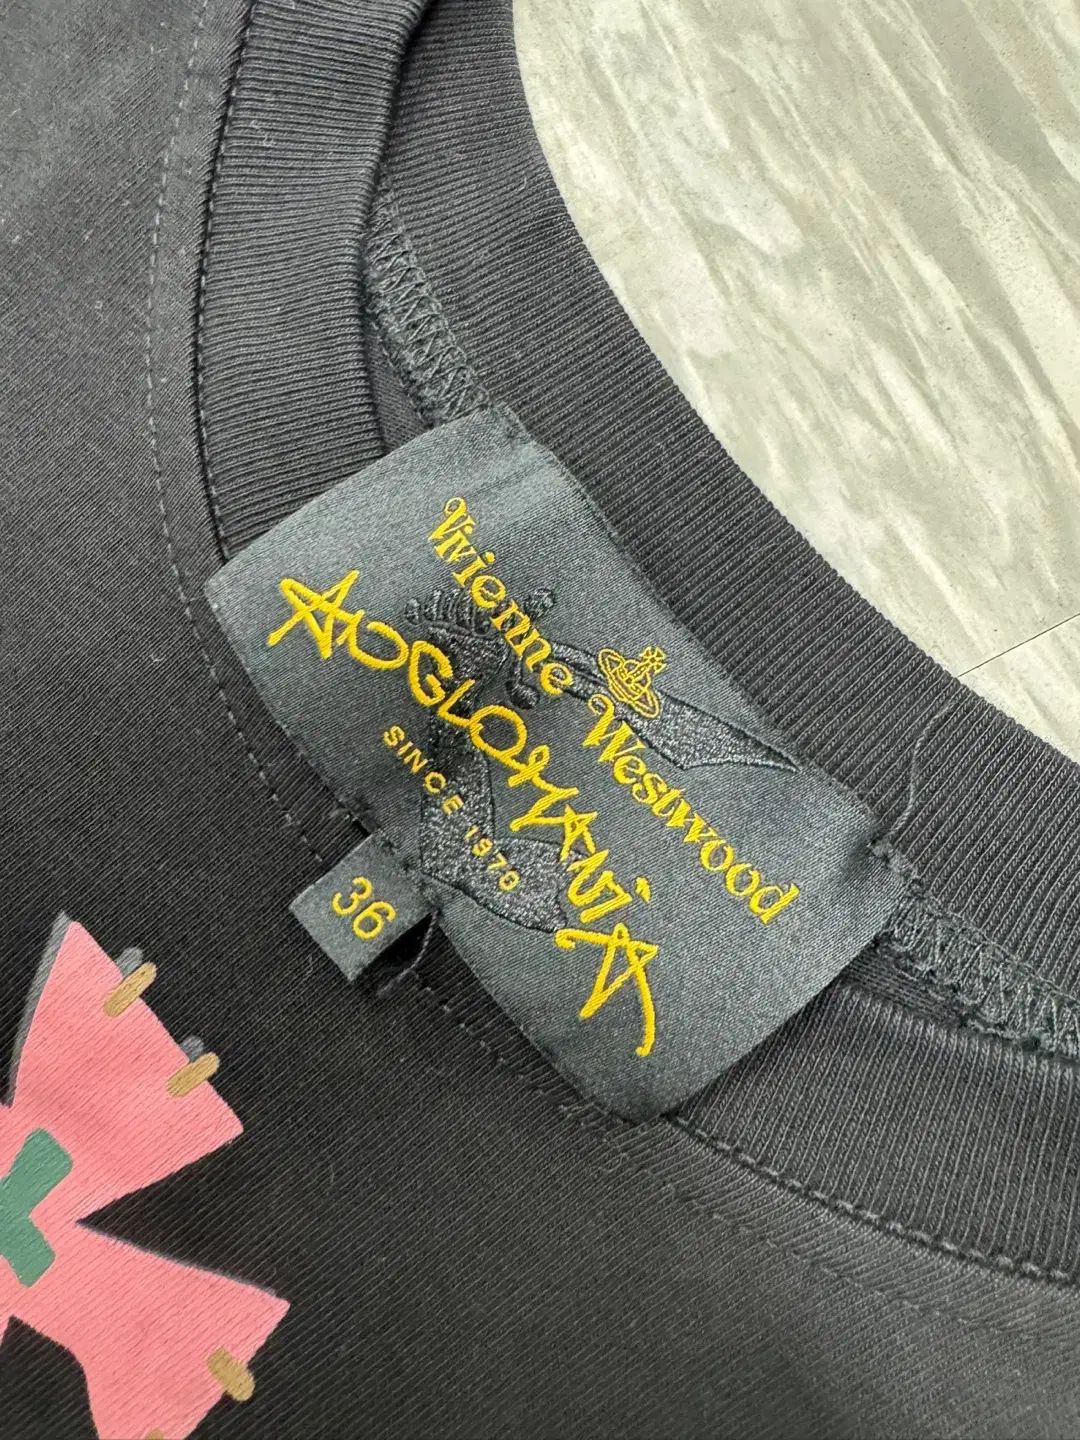 Vivienne Westwood
ANGLOMANIA
SINCE 1970
36